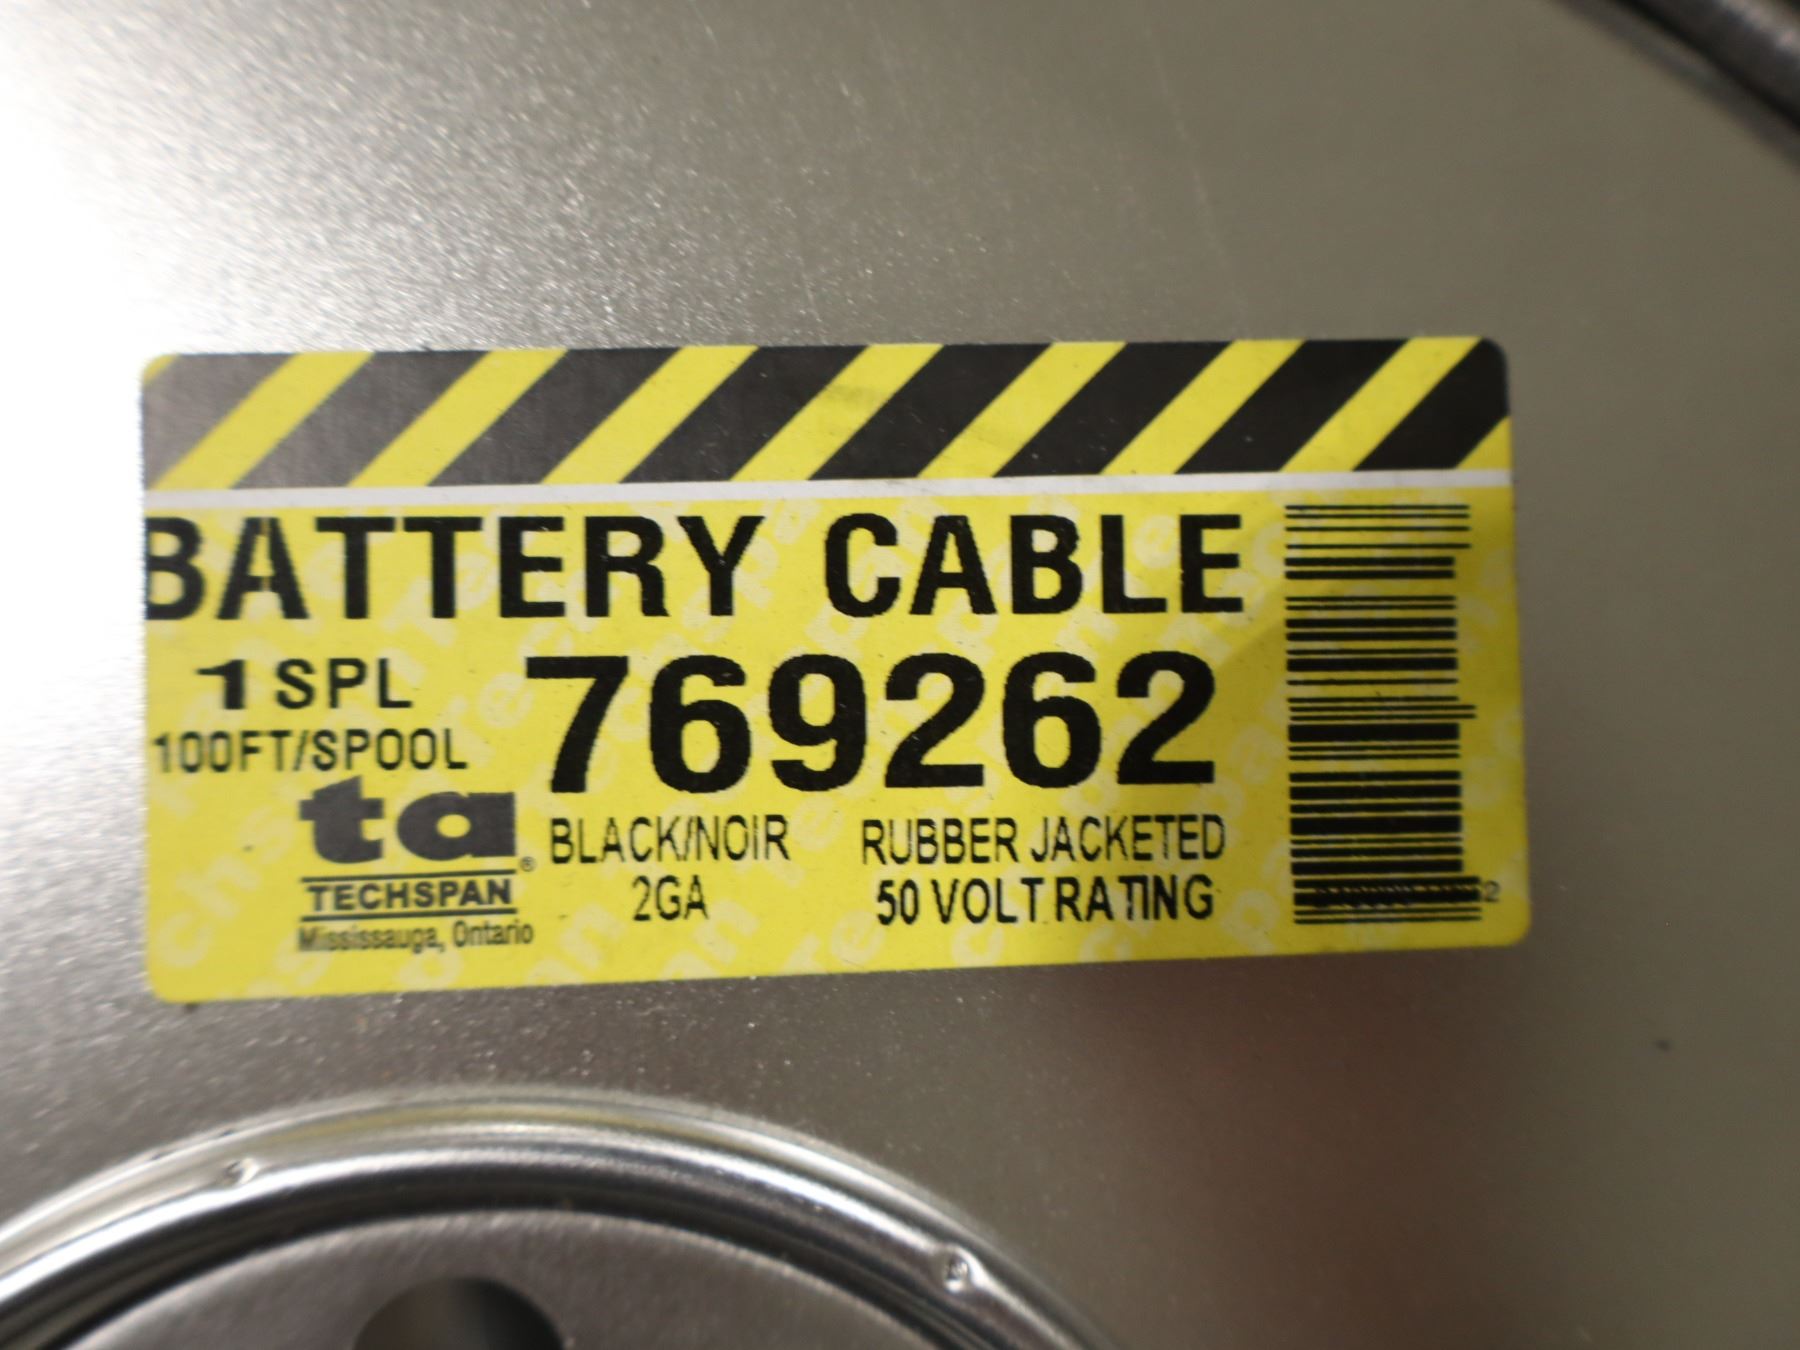 BATTERY CABLE
1 SPL
100FT/SPOOL
769262
ta®
TECHSPAN
Mississauga, Ontario
BLACK/NOIR
2GA
RUBBER JACKETED
50 VOLT RATING